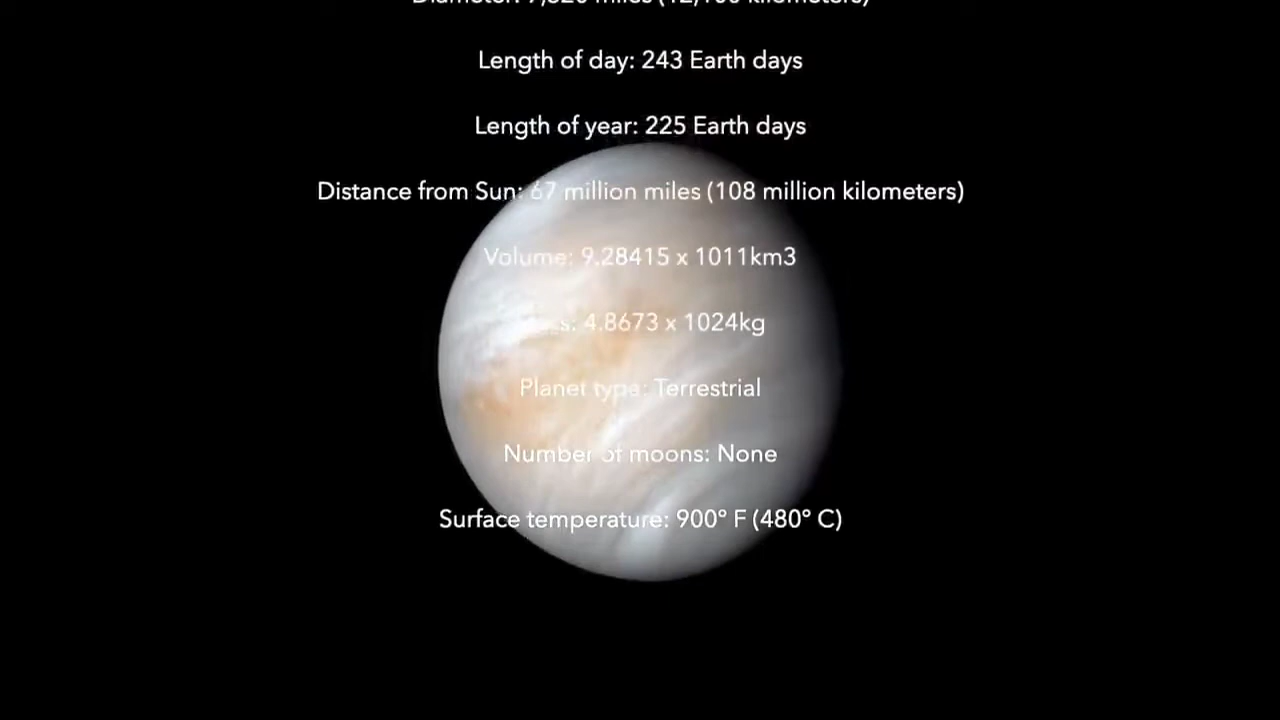 Length of day: 243 Earth days
Length of year: 225 Earth days
Distance from Sun: 67 million miles (108 million kilometers)
Volume: 9.28415 x 1011km3
4.8673 x 1024kg
Planet type: Terrestrial
Number of moons: None
Surface temperature: 900° F (480° C)